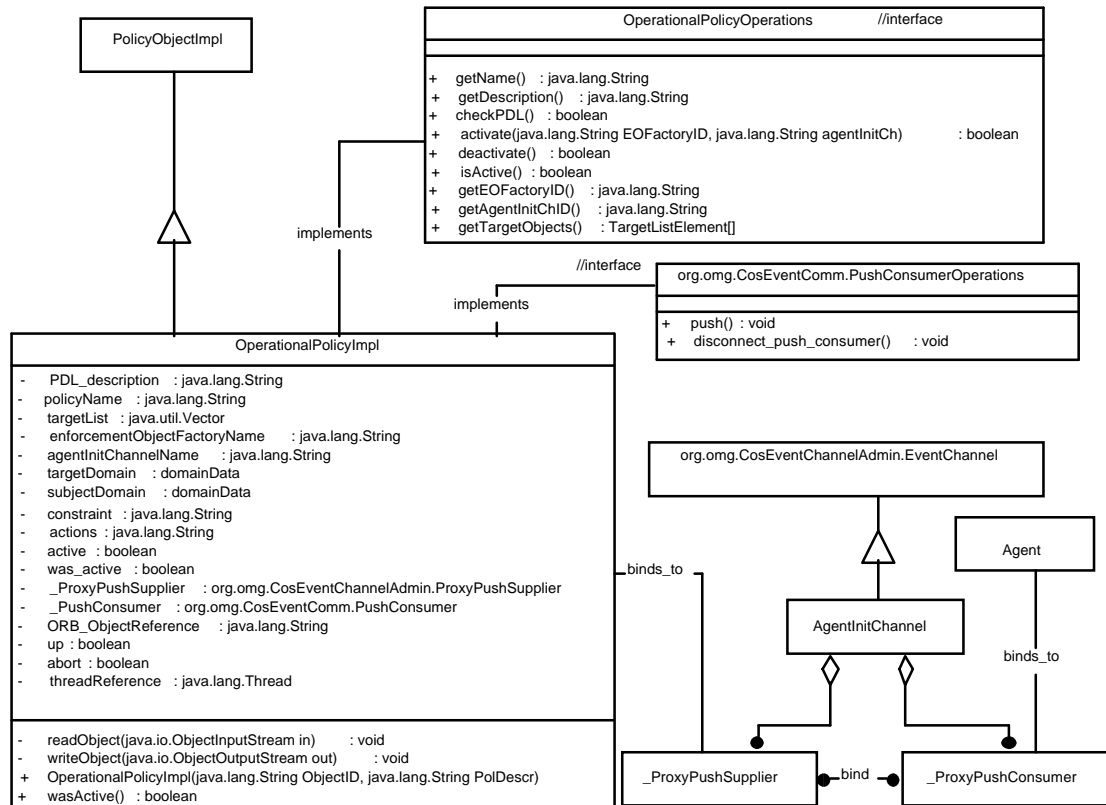 PolicyObjectImpl
OperationalPolicyOperations //interface
+ getName() : java.lang.String
+ getDescription() : java.lang.String
+ checkPDL() : boolean
+ activate(java.lang.String EOFactoryID, java.lang.String agentInitCh) : boolean
+ deactivate() : boolean
+ isActive() : boolean
+ getEOFactoryID() : java.lang.String
+ getAgentInitChID() : java.lang.String
+ getTargetObjects() : TargetListElement[]
implements
//interface
org.omg.CosEventComm.PushConsumerOperations
+ push() : void
+ disconnect_push_consumer() : void
implements
OperationalPolicyImpl
- PDL_description : java.lang.String
- policyName : java.lang.String
- targetList : java.util.Vector
- enforcementObjectFactoryName : java.lang.String
- agentInitChannelName : java.lang.String
- targetDomain : domainData
- subjectDomain : domainData
- constraint : java.lang.String
- actions : java.lang.String
- active : boolean
- was_active : boolean
- _ProxyPushSupplier : org.omg.CosEventChannelAdmin.ProxyPushSupplier
- _PushConsumer : org.omg.CosEventComm.PushConsumer
- ORB_ObjectReference : java.lang.String
- up : boolean
- abort : boolean
- threadReference : java.lang.Thread
- readObject(java.io.ObjectInputStream in) : void
- writeObject(java.io.ObjectOutputStream out) : void
+ OperationalPolicyImpl(java.lang.String ObjectID, java.lang.String PolDescr)
+ wasActive() : boolean
org.omg.CosEventChannelAdmin.EventChannel
Agent
binds_to
AgentInitChannel
binds_to
_ProxyPushSupplier
bind
_ProxyPushConsumer